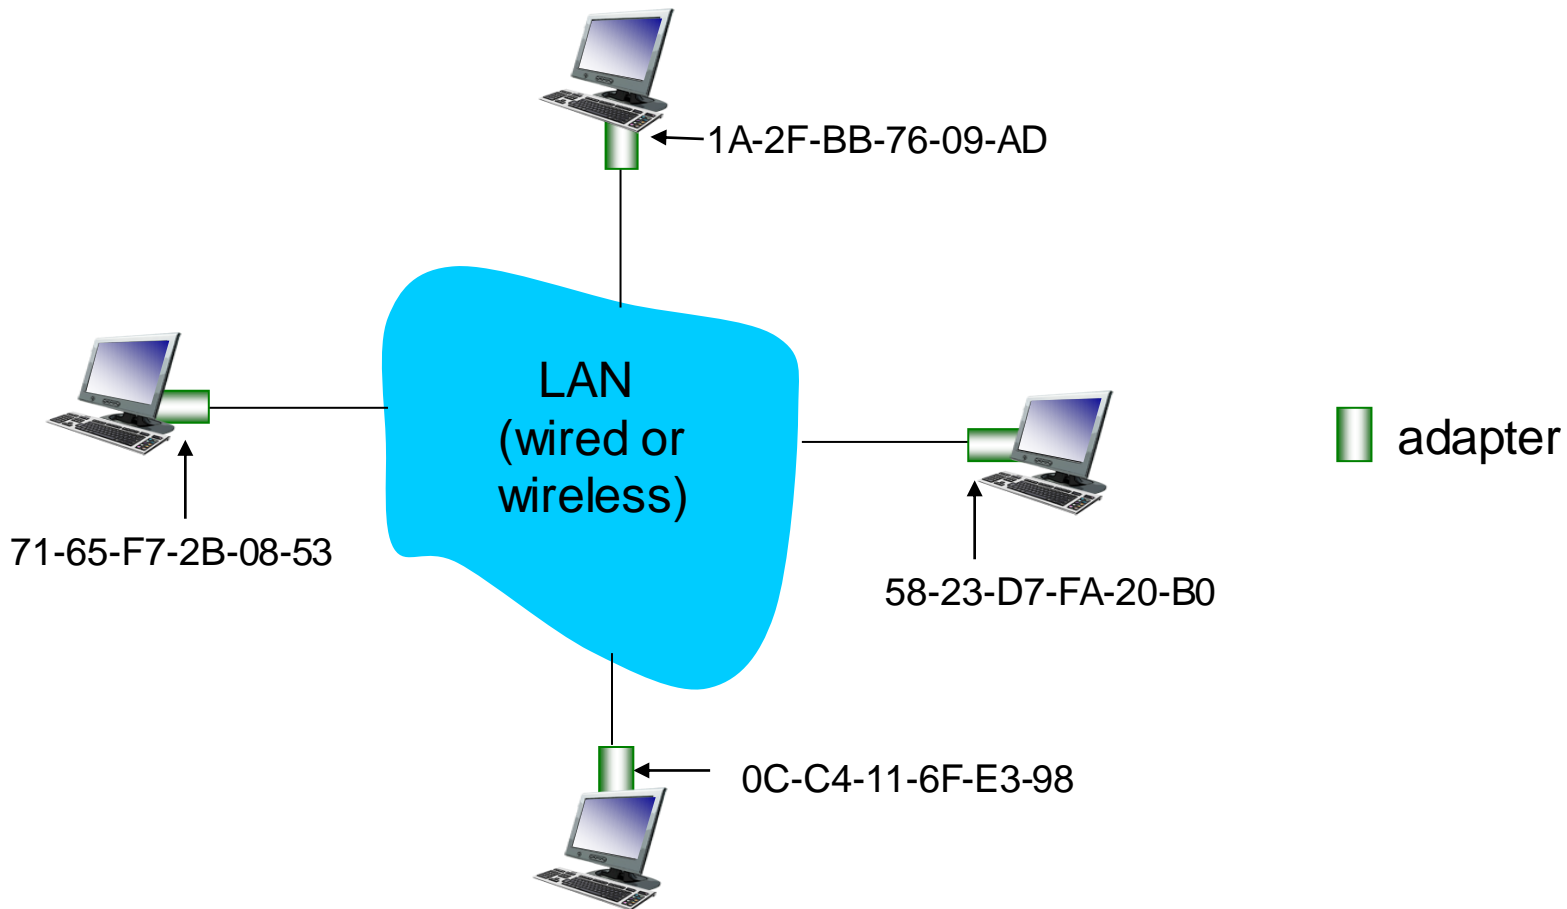 1A-2F-BB-76-09-AD
LAN
(wired or
wireless)
adapter
71-65-F7-2B-08-53
58-23-D7-FA-20-B0
0C-C4-11-6F-E3-98